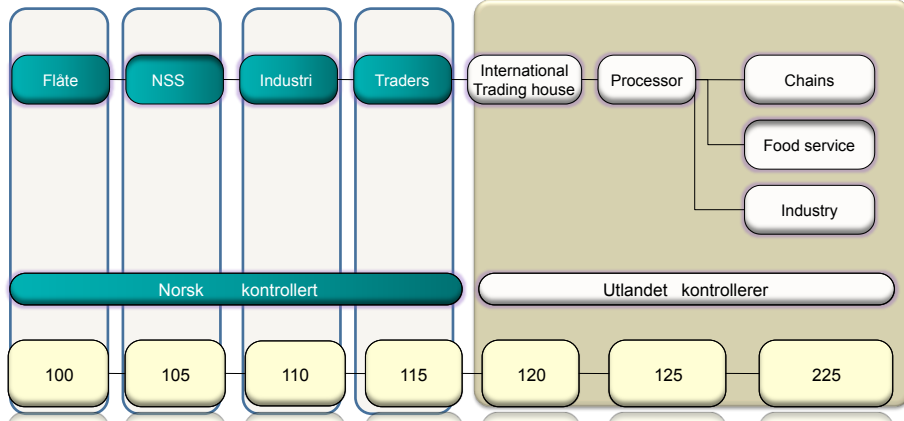 Flåte
NSS
Industri
Traders
International
Trading house
Processor
Chains
Food service
Industry
Norsk kontrollert
Utlandet kontrollerer
100
105
110
115
120
125
225